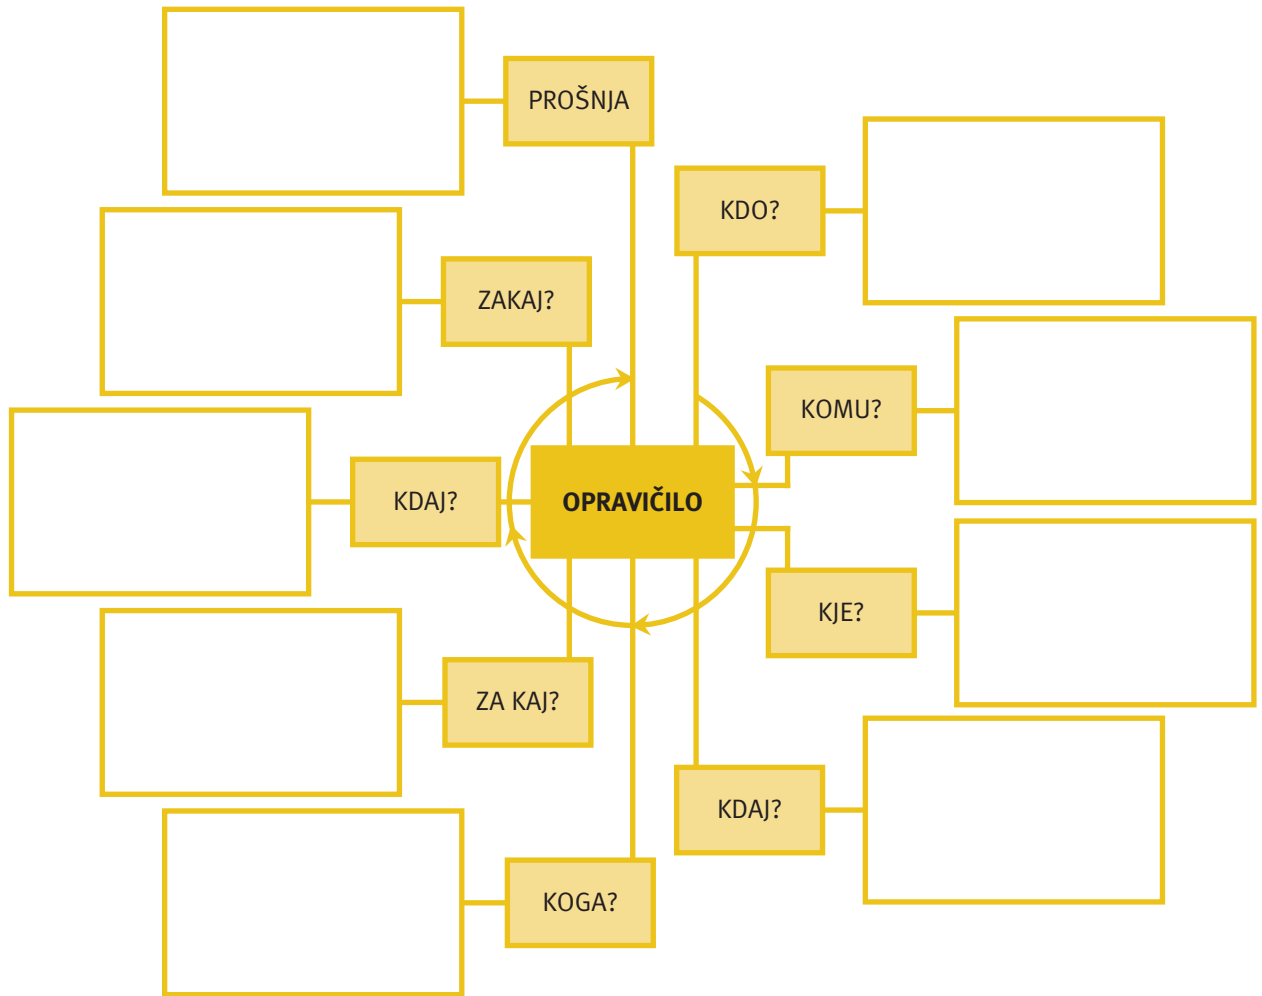 PROŠNJA
KDO?
ZAKAJ?
KOMU?
KDAJ?
OPRAVIČILO
KJE?
ZA KAJ?
KDAJ?
KOGA?